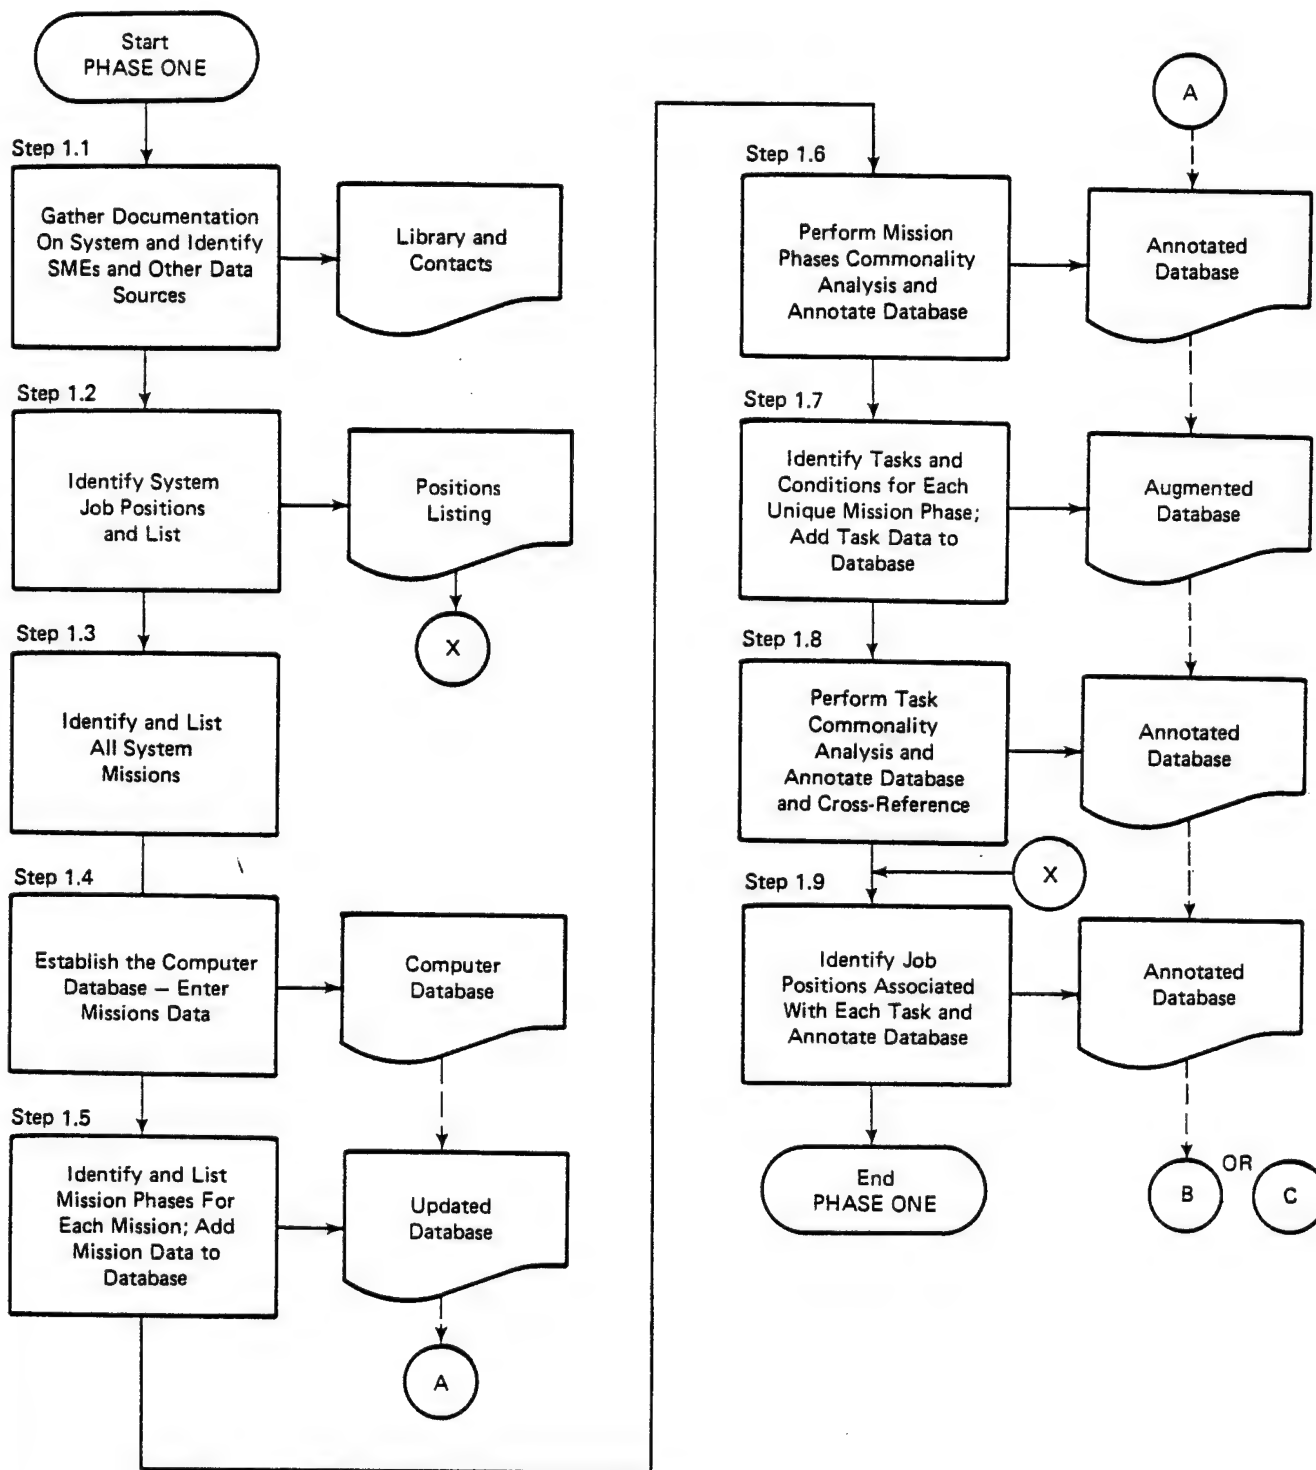 Start
PHASE ONE
Step 1.1
Gather Documentation
On System and Identify
SMEs and Other Data
Sources
Library and
Contacts
Step 1.2
Identify System
Job Positions
and List
Positions
Listing
X
Step 1.3
Identify and List
All System
Missions
Step 1.4
Establish the Computer
Database — Enter
Missions Data
Computer
Database
Step 1.5
Identify and List
Mission Phases For
Each Mission; Add
Mission Data to
Database
Updated
Database
A
A
Step 1.6
Perform Mission
Phases Commonality
Analysis and
Annotate Database
Annotated
Database
Step 1.7
Identify Tasks and
Conditions for Each
Unique Mission Phase;
Add Task Data to
Database
Augmented
Database
Step 1.8
Perform Task
Commonality
Analysis and
Annotate Database
and Cross-Reference
Annotated
Database
X
Step 1.9
Identify Job
Positions Associated
With Each Task and
Annotate Database
Annotated
Database
End
PHASE ONE
B
OR
C